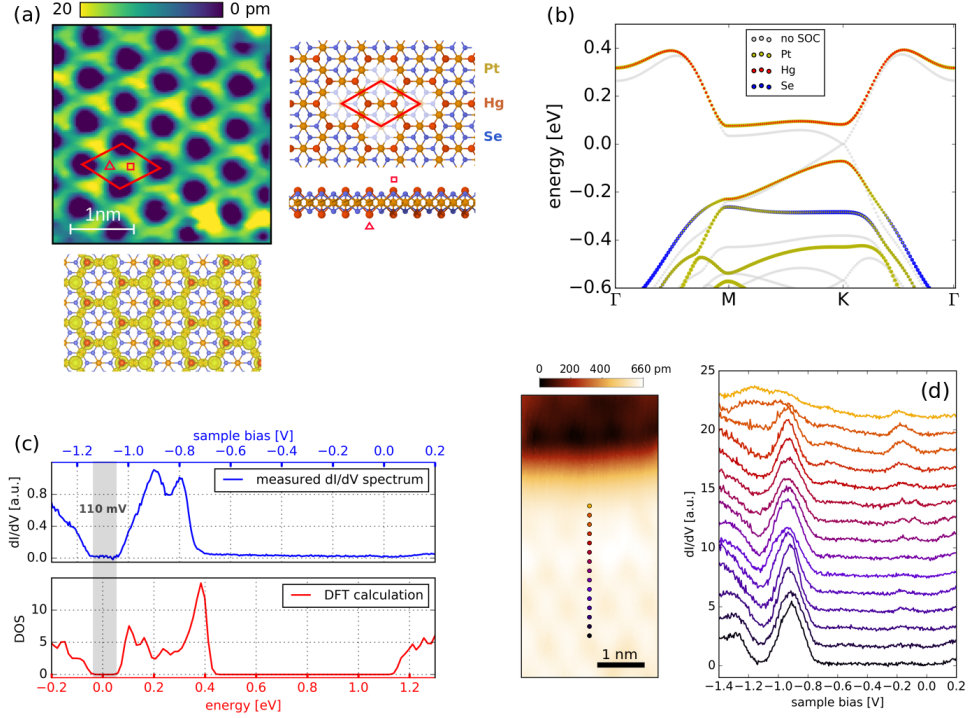 (a)
20
0 pm
1nm
Pt
Hg
Se
(b)
energy [eV]
0.4
0.2
0.0
−0.2
−0.4
−0.6
Γ
M
K
Γ
no SOC
Pt
Hg
Se
(c)
sample bias [V]
−1.2
−1.0
−0.8
−0.6
−0.4
−0.2
0.0
0.2
dI/dV [a.u.]
0.8
0.4
0.0
110 mV
measured dI/dV spectrum
DOS
10
5
0
DFT calculation
−0.2
0.0
0.2
0.4
0.6
0.8
1.0
1.2
energy [eV]
0
200
400
660 pm
1 nm
(d)
dI/dV [a.u.]
25
20
15
10
5
0
−1.4
−1.2
−1.0
−0.8
−0.6
−0.4
−0.2
0.0
0.2
sample bias [V]